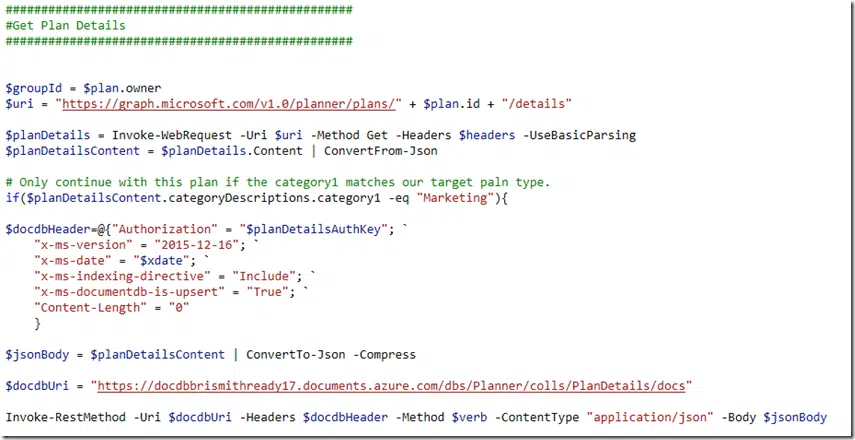 #################################################
#Get Plan Details
#################################################
$groupId = $plan.owner
$uri = "https://graph.microsoft.com/v1.0/planner/plans/" + $plan.id + "/details"
$planDetails = Invoke-WebRequest -Uri $uri -Method Get -Headers $headers -UseBasicParsing
$planDetailsContent = $planDetails.Content | ConvertFrom-Json
# Only continue with this plan if the category1 matches our target paln type.
if($planDetailsContent.categoryDescriptions.category1 -eq "Marketing"){
$docdbHeader=@{"Authorization" = "$planDetailsAuthKey"; `
"x-ms-version" = "2015-12-16"; `
"x-ms-date" = "$xdate"; `
"x-ms-indexing-directive" = "Include"; `
"x-ms-documentdb-is-upsert" = "True"; `
"Content-Length" = "0"
}
$jsonBody = $planDetailsContent | ConvertTo-Json -Compress
$docdbUri = "https://docdbbrismithready17.documents.azure.com/dbs/Planner/colls/PlanDetails/docs"
Invoke-RestMethod -Uri $docdbUri -Headers $docdbHeader -Method $verb -ContentType "application/json" -Body $jsonBody